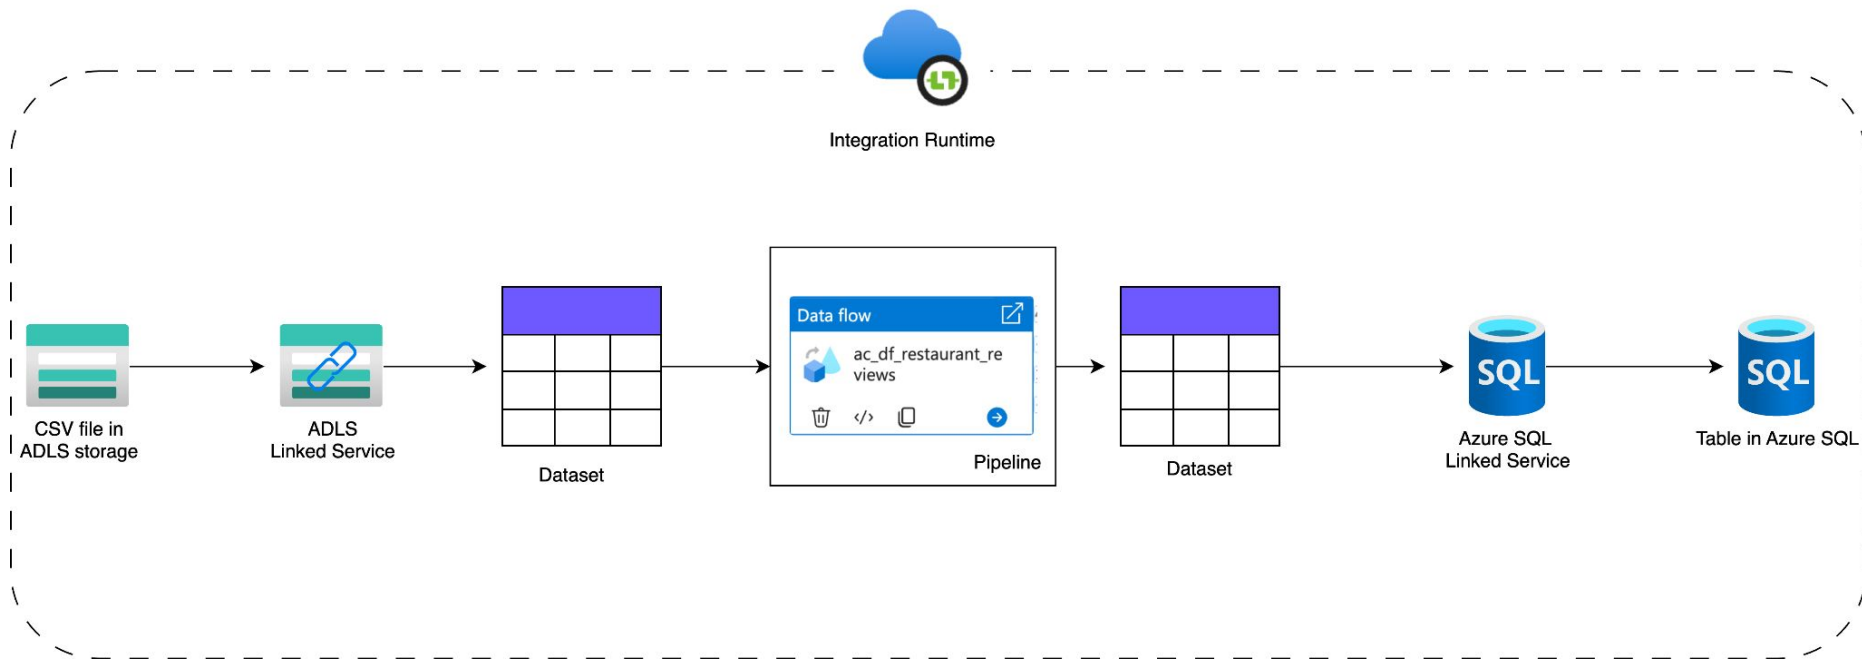 Integration Runtime
CSV file in
ADLS storage
ADLS
Linked Service
Dataset
Data flow
ac_df_restaurant_re
views
</>
Pipeline
Dataset
SQL
Azure SQL
Linked Service
SQL
Table in Azure SQL